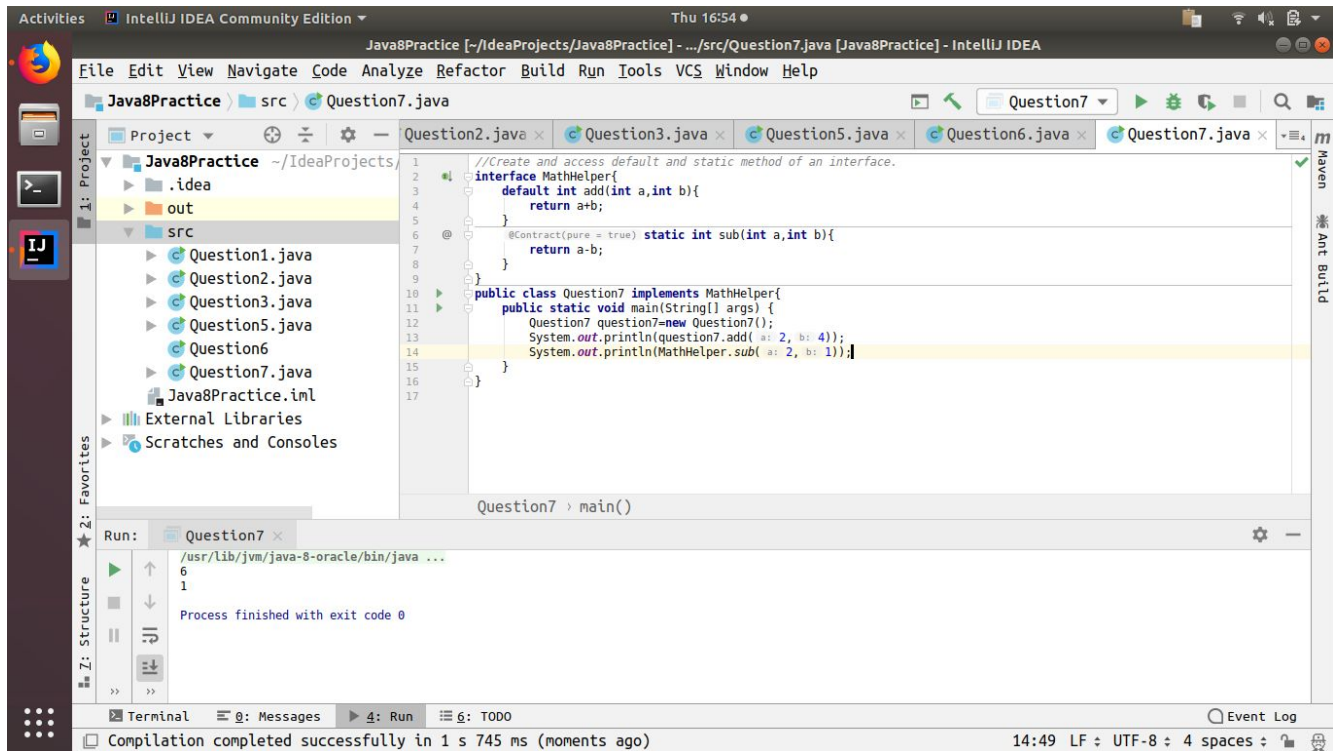 Activities IntelliJ IDEA Community Edition Thu 16:54
Java8Practice [~/IdeaProjects/Java8Practice] - .../src/Question7.java [Java8Practice] - IntelliJ IDEA
File Edit View Navigate Code Analyze Refactor Build Run Tools VCS Window Help
Java8Practice src Question7.java Question7
1: Project
Project
Question2.java Question3.java Question5.java Question6.java Question7.java
4
Java8Practice ~/IdeaProjects/
.idea
out
src
Question1.java
Question2.java
Question3.java
Question5.java
Question6
Question7.java
Java8Practice.iml
External Libraries
Scratches and Consoles
1 //Create and access default and static method of an interface.
2 interface MathHelper{
3 default int add(int a,int b){
4 return a+b;
5 }
6 @ @Contract(pure = true) static int sub(int a,int b){
7 return a-b;
8 }
9 }
10 public class Question7 implements MathHelper{
11 public static void main(String[] args) {
12 Question7 question7=new Question7();
13 System.out.println(question7.add( a: 2, b: 4));
14 System.out.println(MathHelper.sub( a: 2, b: 1));
15 }
16 }
17
Question7 › main()
m Maven
Ant Build
2: Favorites
Z: Structure
Run: Question7
/usr/lib/jvm/java-8-oracle/bin/java ...
6
1
Process finished with exit code 0
>> >>
Terminal 0: Messages 4: Run 6: TODO Event Log
Compilation completed successfully in 1 s 745 ms (moments ago) 14:49 LF UTF-8 4 spaces